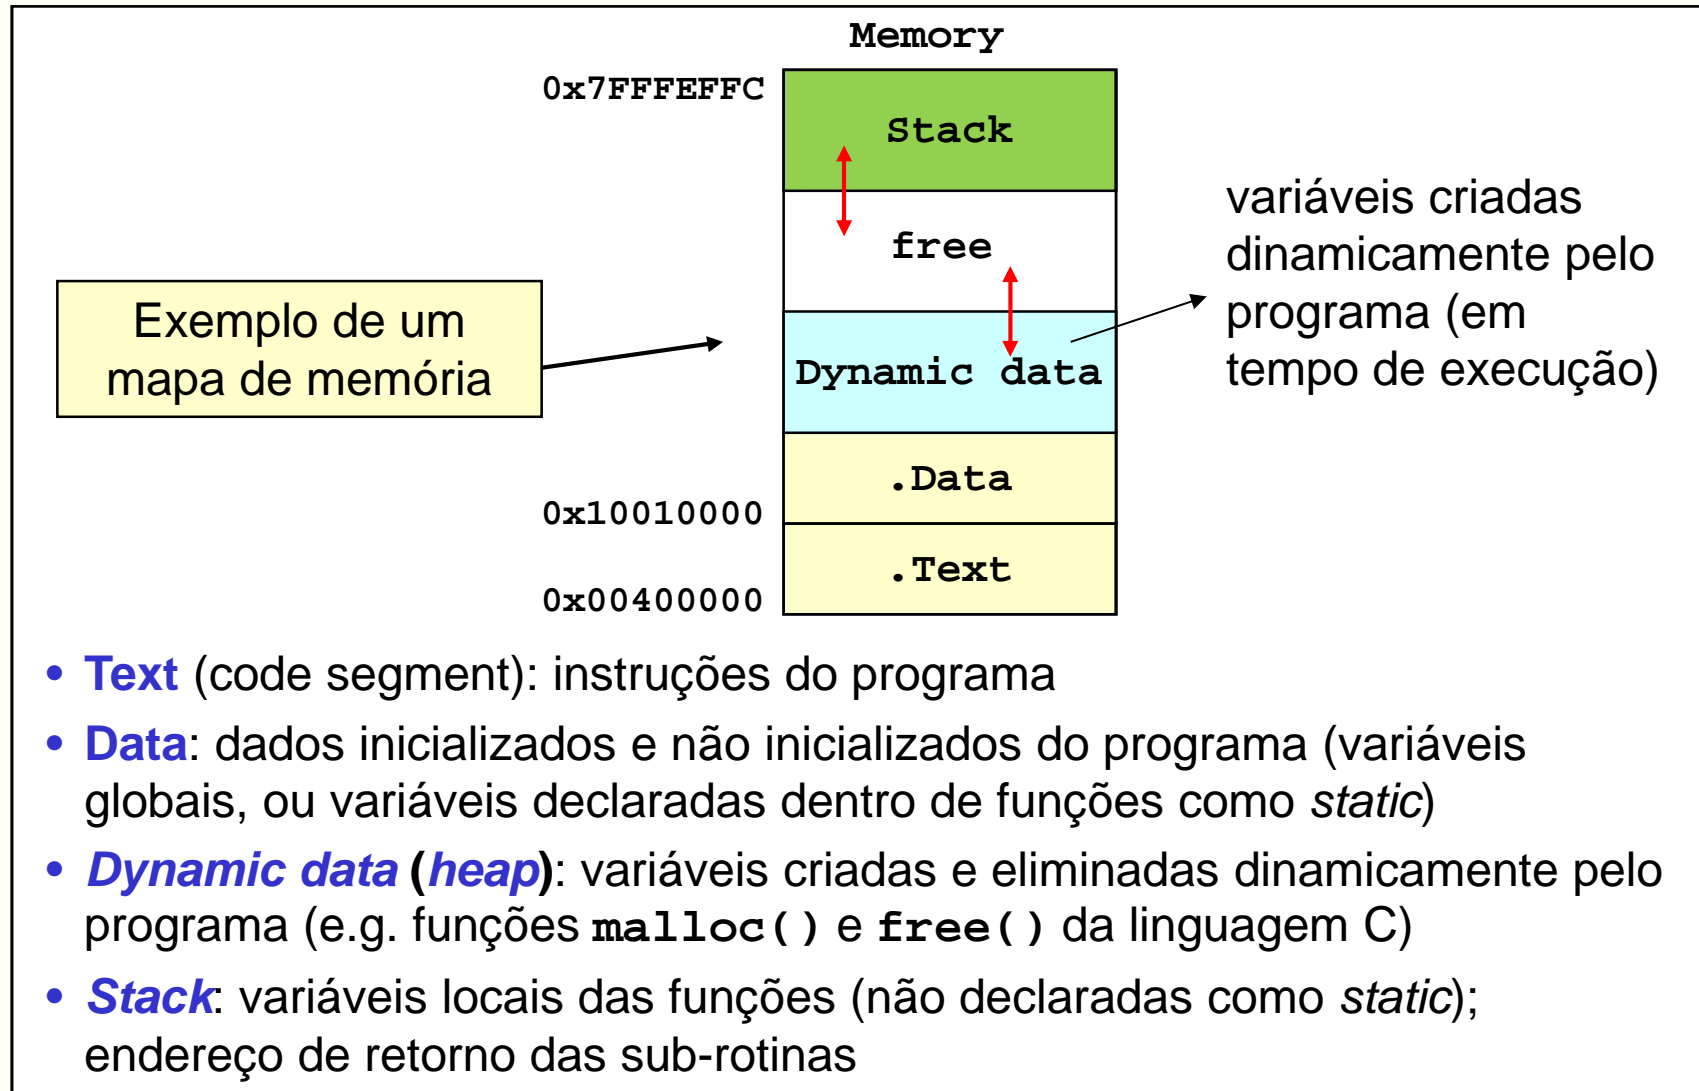 Memory
0x7FFFEFFC
Stack
free
variáveis criadas
dinamicamente pelo
programa (em
tempo de execução)
Exemplo de um
mapa de memória
Dynamic data
.Data
0x10010000
.Text
0x00400000
• Text (code segment): instruções do programa
• Data: dados inicializados e não inicializados do programa (variáveis
globais, ou variáveis declaradas dentro de funções como static)
• Dynamic data (heap): variáveis criadas e eliminadas dinamicamente pelo
programa (e.g. funções malloc() e free() da linguagem C)
• Stack: variáveis locais das funções (não declaradas como static);
endereço de retorno das sub-rotinas